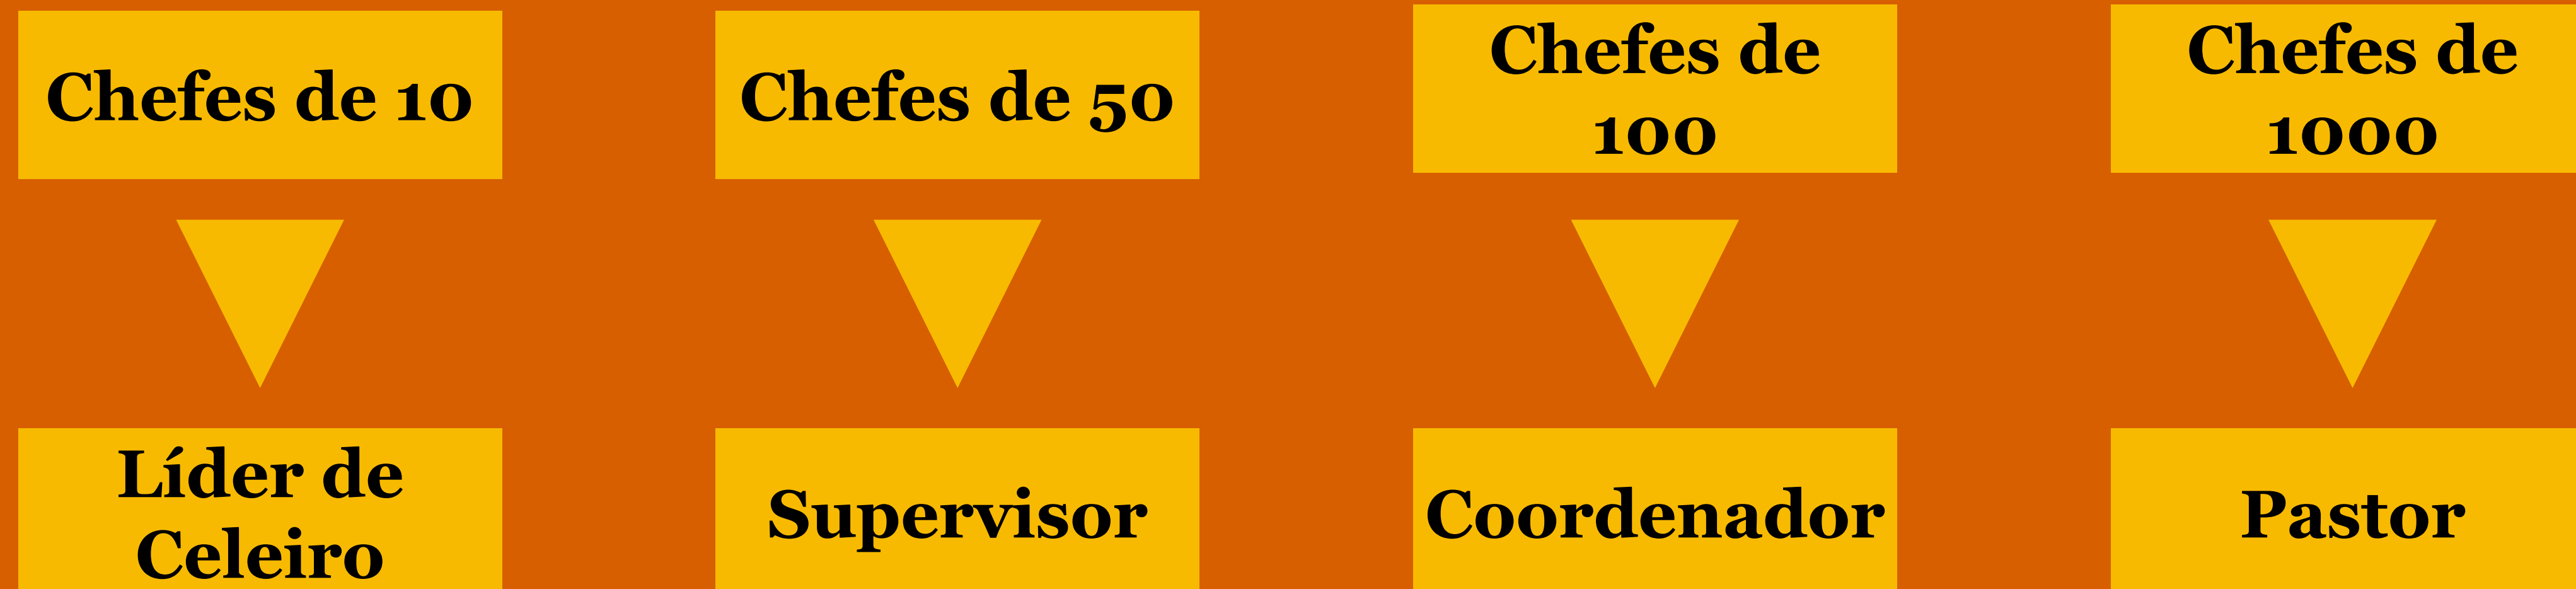 Chefes de 10
Chefes de 50
Chefes de
100
Chefes de
1000
Líder de
Celeiro
Supervisor
Coordenador
Pastor